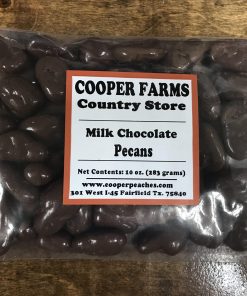 COOPER FARMS
Country Store
Milk Chocolate
Pecans
Net Contents: 10 oz. (283 grams)
www.cooperpeaches.com
301 West I-45 Fairfield Tx. 75840